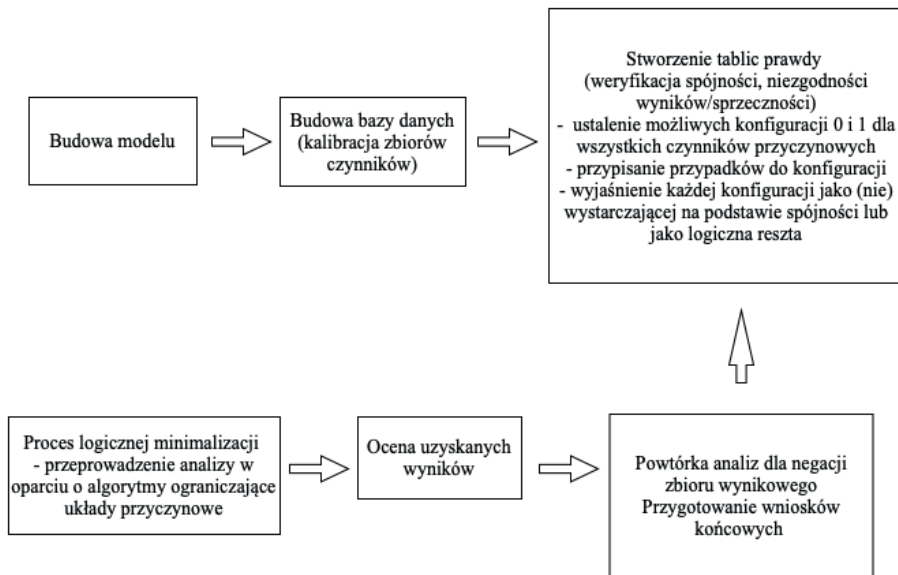 Budowa modelu
Budowa bazy danych
(kalibracja zbiorów
czynników)
Stworzenie tablic prawdy
(weryfikacja spójności, niezgodności
wyników/sprzeczności)
- ustalenie możliwych konfiguracji 0 i 1 dla
wszystkich czynników przyczynowych
- przypisanie przypadków do konfiguracji
- wyjaśnienie każdej konfiguracji jako (nie)
wystarczającej na podstawie spójności lub
jako logiczna reszta
Proces logicznej minimalizacji
- przeprowadzenie analizy w
oparciu o algorytmy ograniczające
układy przyczynowe
Ocena uzyskanych
wyników
Powtórka analiz dla negacji
zbioru wynikowego
Przygotowanie wniosków
końcowych